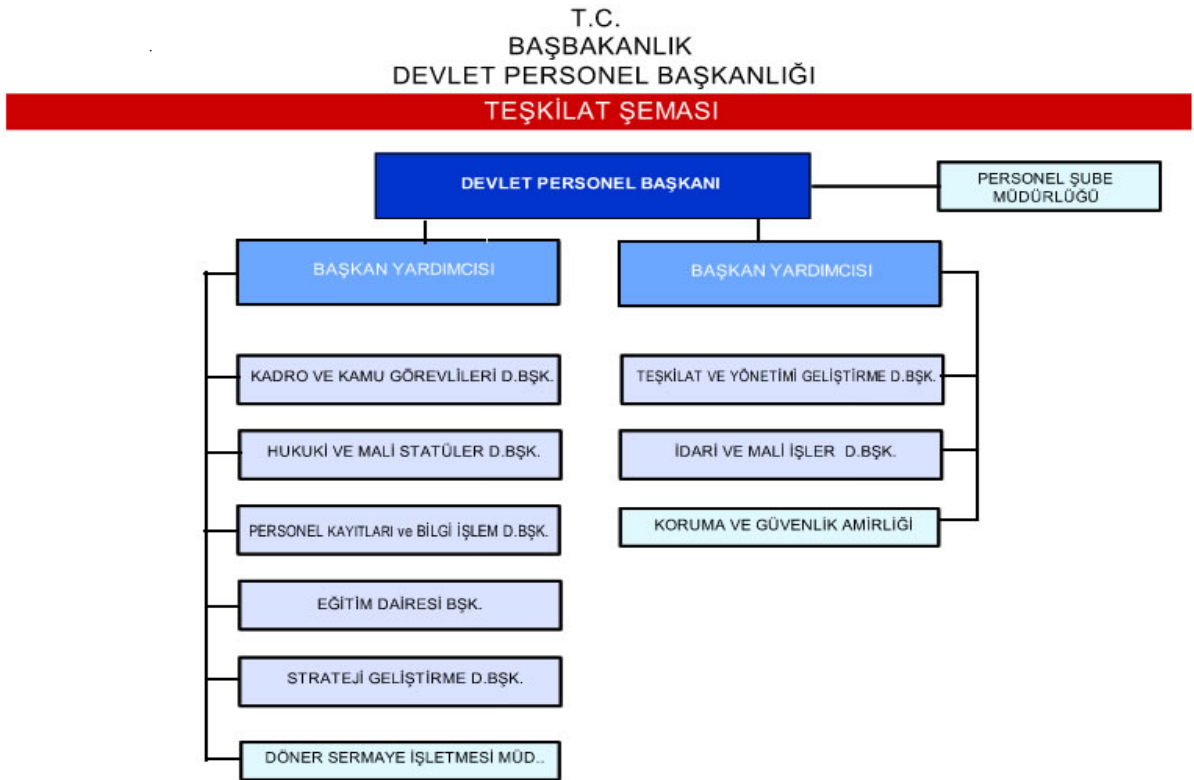 T.C.
BAŞBAKANLIK
DEVLET PERSONEL BAŞKANLIĞI
TEŞKİLAT ŞEMASI
DEVLET PERSONEL BAŞKANI
PERSONEL ŞUBE
MÜDÜRLÜĞÜ
BAŞKAN YARDIMCISI
BAŞKAN YARDIMCISI
KADRO VE KAMU GÖREVLİLERİ D.BŞK.
TEŞKİLAT VE YÖNETİMİ GELİŞTİRME D.BŞK.
HUKUKİ VE MALİ STATÜLER D.BŞK.
İDARİ VE MALİ İŞLER D.BŞK.
PERSONEL KAYITLARI ve BİLGİ İŞLEM D.BŞK.
KORUMA VE GÜVENLİK AMİRLİĞİ
EĞİTİM DAİRESİ BŞK.
STRATEJİ GELİŞTİRME D.BŞK.
DÖNER SERMAYE İŞLETMESİ MÜD..